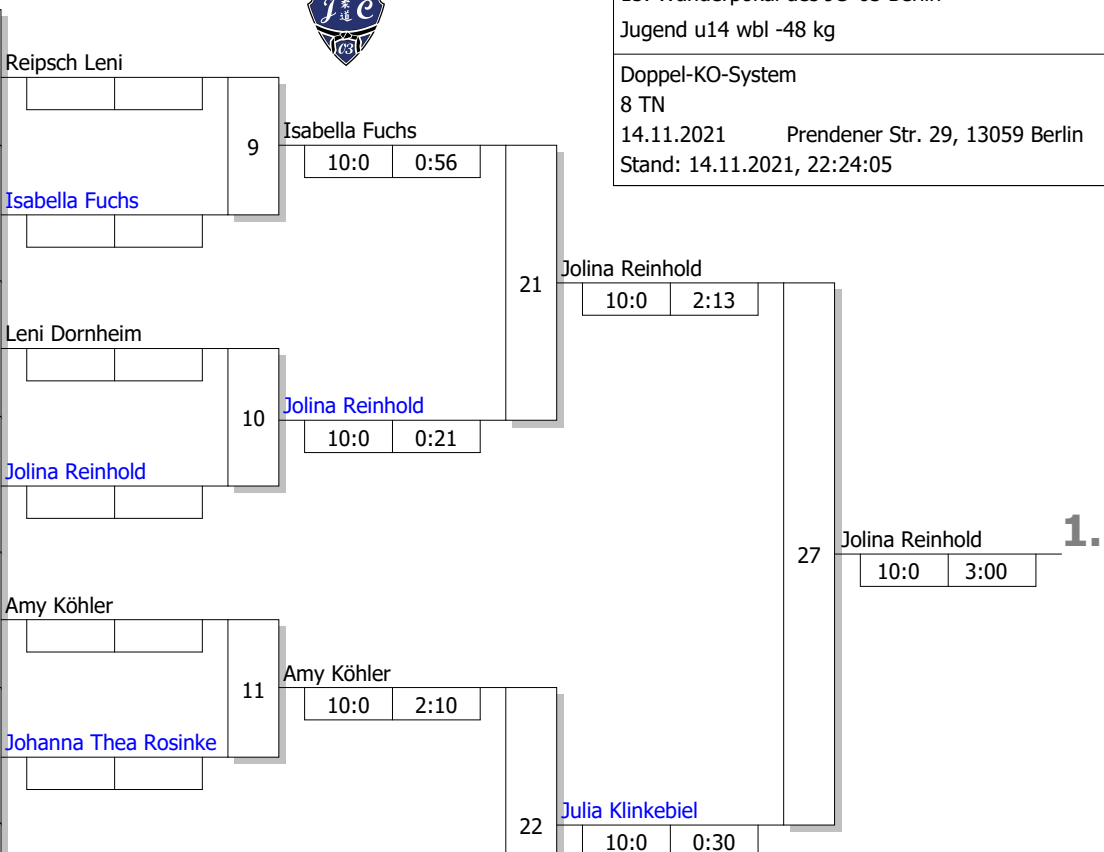 J C
柔道
03
Jugend u14 wbl -48 kg
Doppel-KO-System
8 TN
14.11.2021 Prendener Str. 29, 13059 Berlin
Stand: 14.11.2021, 22:24:05
Reipsch Leni
9
Isabella Fuchs
10:0 0:56
Isabella Fuchs
21
Jolina Reinhold
10:0 2:13
Leni Dornheim
10
Jolina Reinhold
10:0 0:21
Jolina Reinhold
27
Jolina Reinhold
1.
10:0 3:00
Amy Köhler
11
Amy Köhler
10:0 2:10
Johanna Thea Rosinke
22
Julia Klinkebiel
10:0 0:30